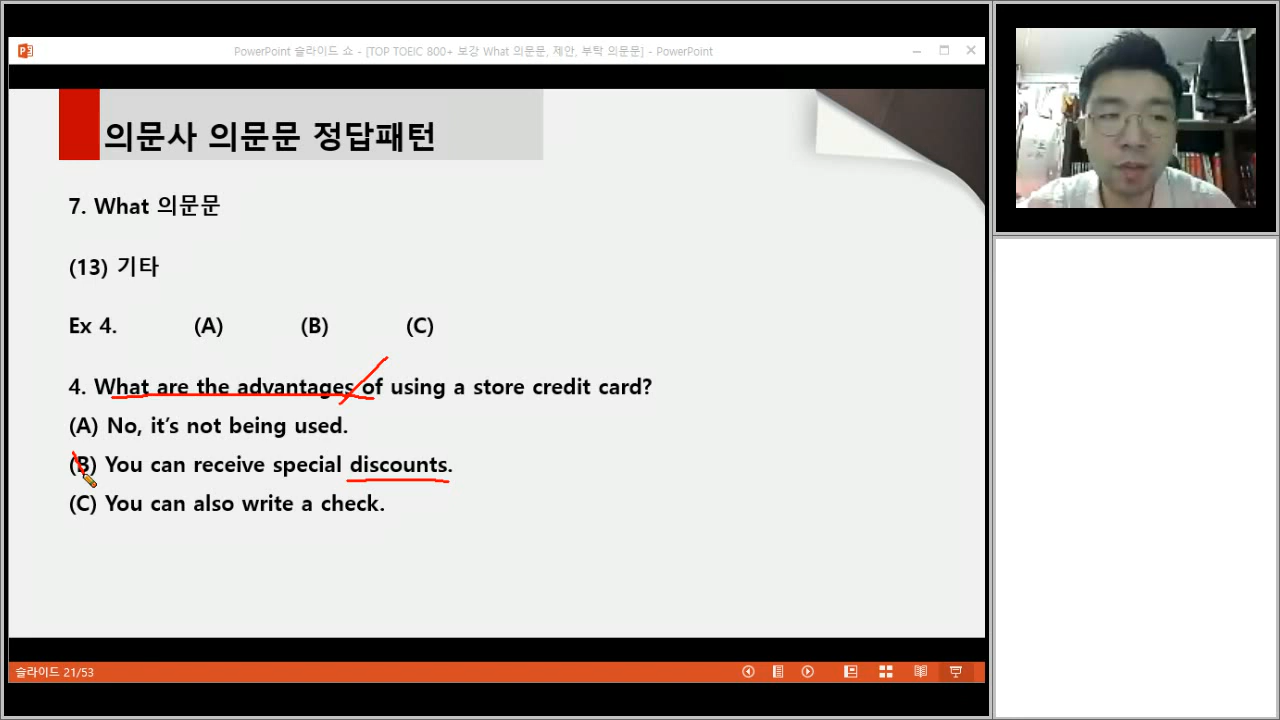 PowerPoint 슬라이드 쇼 - [TOP TOEIC 800+ 보강 What 의문문, 제안, 부탁 의문문] - PowerPoint
의문사 의문문 정답패턴
7. What 의문문
(13) 기타
Ex 4. (A) (B) (C)
4. What are the advantages of using a store credit card?
(A) No, it's not being used.
(B) You can receive special discounts.
(C) You can also write a check.
슬라이드 21/53